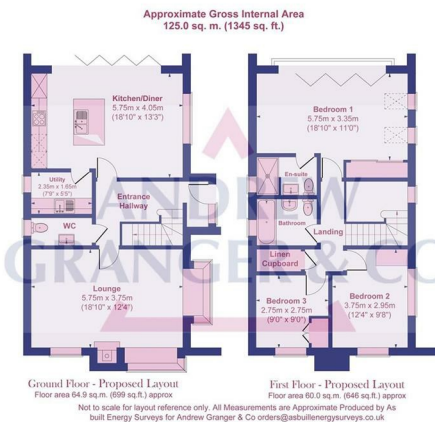 Approximate Gross Internal Area
125.0 sq. m. (1345 sq. ft.)
Kitchen/Diner
5.75m x 4.05m
(18'10" x 13'3")
Utility
2.35m x 1.65m
(7'9" x 5'5")
Entrance
Hallway
WC
Lounge
5.75m x 3.75m
(18'10" x 12'4")
Bedroom 1
5.75m x 3.35m
(18'10" x 11'0")
En-suite
Bathroom
Landing
Linen
Cupboard
Bedroom 3
2.75m x 2.75m
(9'0" x 9'0")
Bedroom 2
3.75m x 2.95m
(12'4" x 9'8")
ANDREW
GRANGER & CO
Ground Floor - Proposed Layout
Floor area 64.9 sq.m. (699 sq.ft.) approx
First Floor - Proposed Layout
Floor area 60.0 sq.m. (646 sq.ft.) approx
Not to scale for layout reference only. All Measurements are Approximate Produced by As
built Energy Surveys for Andrew Granger & Co orders@asbuillenergysurveys.co.uk